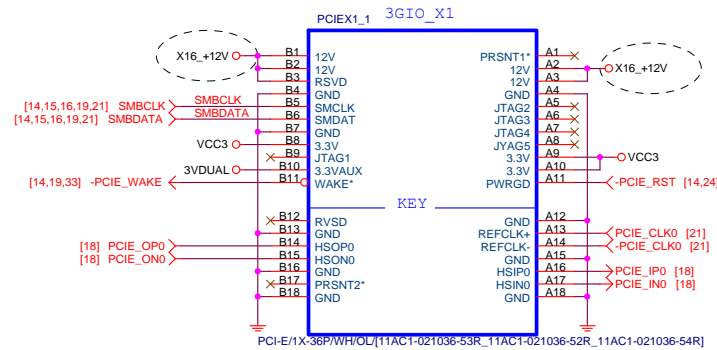 PCIEX1_1 3GIO_X1
X16_+12V B1 12V PRSNT1* A1
B2 12V 12V A2 X16_+12V
B3 RSVD 12V A3
B4 GND GND A4
[14,15,16,19,21] SMBCLK SMBCLK B5 SMCLK JTAG2 A5
[14,15,16,19,21] SMBDATA SMBDATA B6 SMDAT JTAG3 A6
B7 GND JTAG4 A7
VCC3 B8 3.3V JYAG5 A8
B9 JTAG1 3.3V A9 VCC3
3VDUAL B10 3.3VAUX 3.3V A10
[14,19,33] -PCIE_WAKE B11 WAKE* PWRGD A11 -PCIE_RST [14,24]
KEY
B12 RVSD GND A12
B13 GND REFCLK+ A13 PCIE_CLK0 [21]
[18] PCIE_OP0 B14 HSOP0 REFCLK- A14 -PCIE_CLK0 [21]
[18] PCIE_ON0 B15 HSON0 GND A15
B16 GND HSIP0 A16 PCIE_IP0 [18]
B17 PRSNT2* HSIN0 A17 PCIE_IN0 [18]
B18 GND GND A18
PCI-E/1X-36P/WH/OL/[11AC1-021036-53R_11AC1-021036-52R_11AC1-021036-54R]